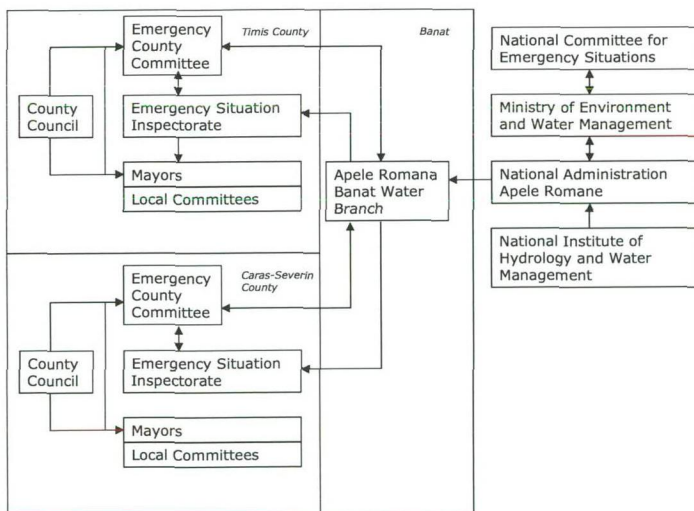 Emergency
County
Committee
Timis County
Banat
County
Council
Emergency Situation
Inspectorate
Mayors
Local Committees
Emergency
County
Committee
Caras-Severin
County
County
Council
Emergency Situation
Inspectorate
Mayors
Local Committees
Apele Romana
Banat Water
Branch
National Committee for
Emergency Situations
Ministry of Environment
and Water Management
National Administration
Apele Romane
National Institute of
Hydrology and Water
Management